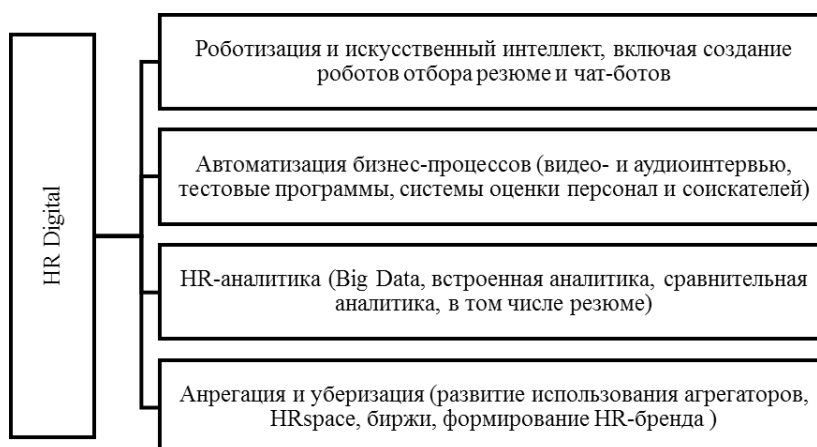 HR Digital
Роботизация и искусственный интеллект, включая создание
роботов отбора резюме и чат-ботов
Автоматизация бизнес-процессов (видео- и аудиоинтервью,
тестовые программы, системы оценки персонал и соискателей)
HR-аналитика (Big Data, встроенная аналитика, сравнительная
аналитика, в том числе резюме)
Анрегация и уберизация (развитие использования агрегаторов,
HRspace, биржи, формирование HR-бренда )